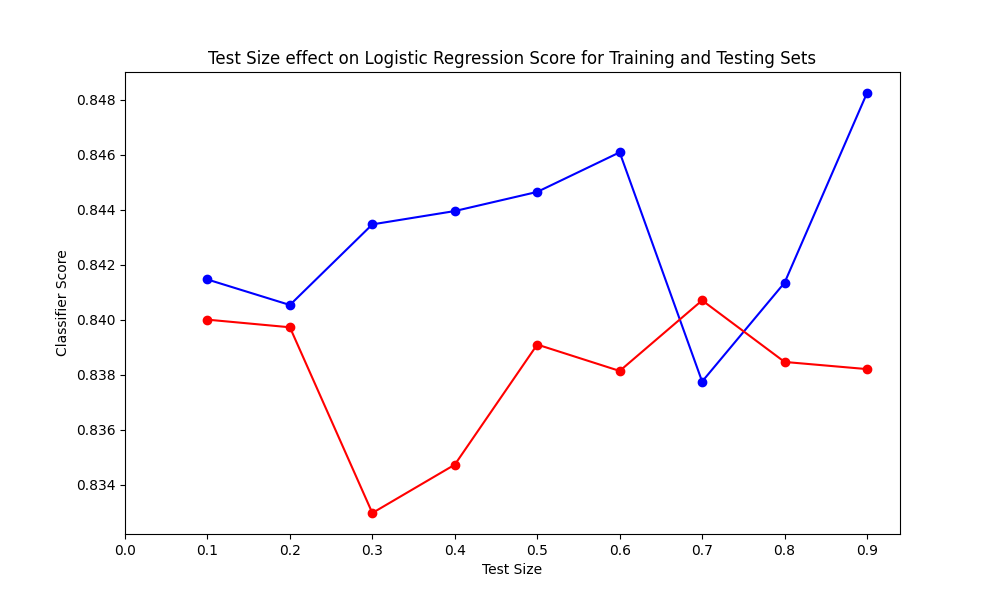 Test Size effect on Logistic Regression Score for Training and Testing Sets
Classifier Score
0.848
0.846
0.844
0.842
0.840
0.838
0.836
0.834
0.0 0.1 0.2 0.3 0.4 0.5 0.6 0.7 0.8 0.9
Test Size